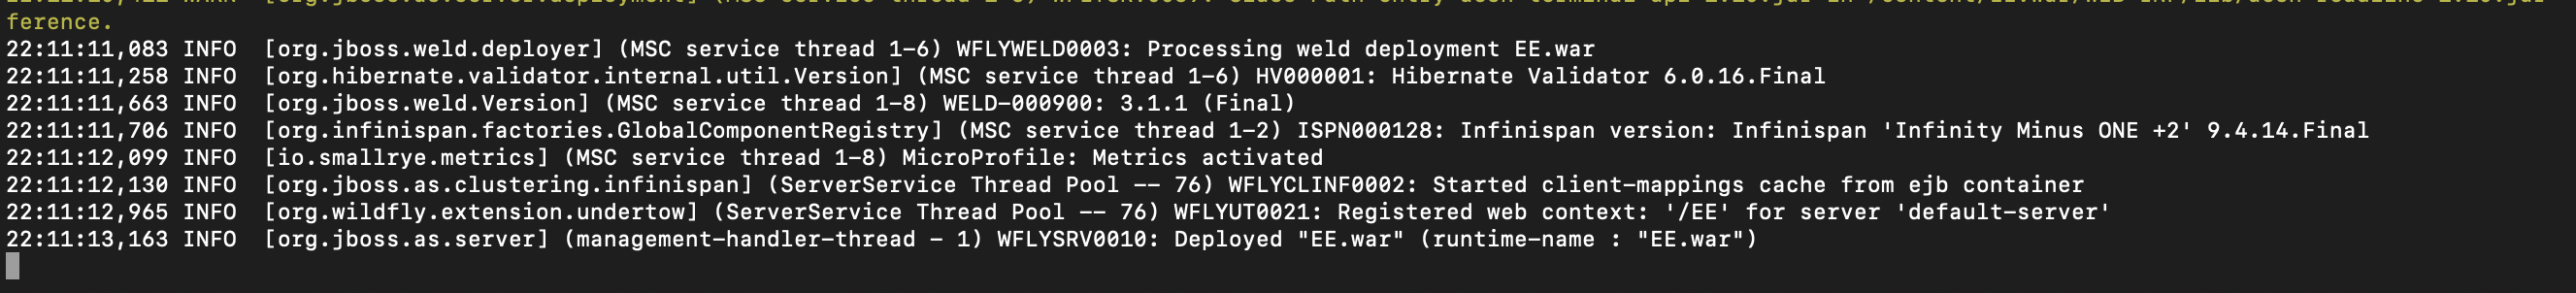 ference.
22:11:11,083 INFO  [org.jboss.weld.deployer] (MSC service thread 1-6) WFLYWELD0003: Processing weld deployment EE.war
22:11:11,258 INFO  [org.hibernate.validator.internal.util.Version] (MSC service thread 1-6) HV000001: Hibernate Validator 6.0.16.Final
22:11:11,663 INFO  [org.jboss.weld.Version] (MSC service thread 1-8) WELD-000900: 3.1.1 (Final)
22:11:11,706 INFO  [org.infinispan.factories.GlobalComponentRegistry] (MSC service thread 1-2) ISPN000128: Infinispan version: Infinispan 'Infinity Minus ONE +2' 9.4.14.Final
22:11:12,099 INFO  [io.smallrye.metrics] (MSC service thread 1-8) MicroProfile: Metrics activated
22:11:12,130 INFO  [org.jboss.as.clustering.infinispan] (ServerService Thread Pool -- 76) WFLYCLINF0002: Started client-mappings cache from ejb container
22:11:12,965 INFO  [org.wildfly.extension.undertow] (ServerService Thread Pool -- 76) WFLYUT0021: Registered web context: '/EE' for server 'default-server'
22:11:13,163 INFO  [org.jboss.as.server] (management-handler-thread - 1) WFLYSRV0010: Deployed "EE.war" (runtime-name : "EE.war")